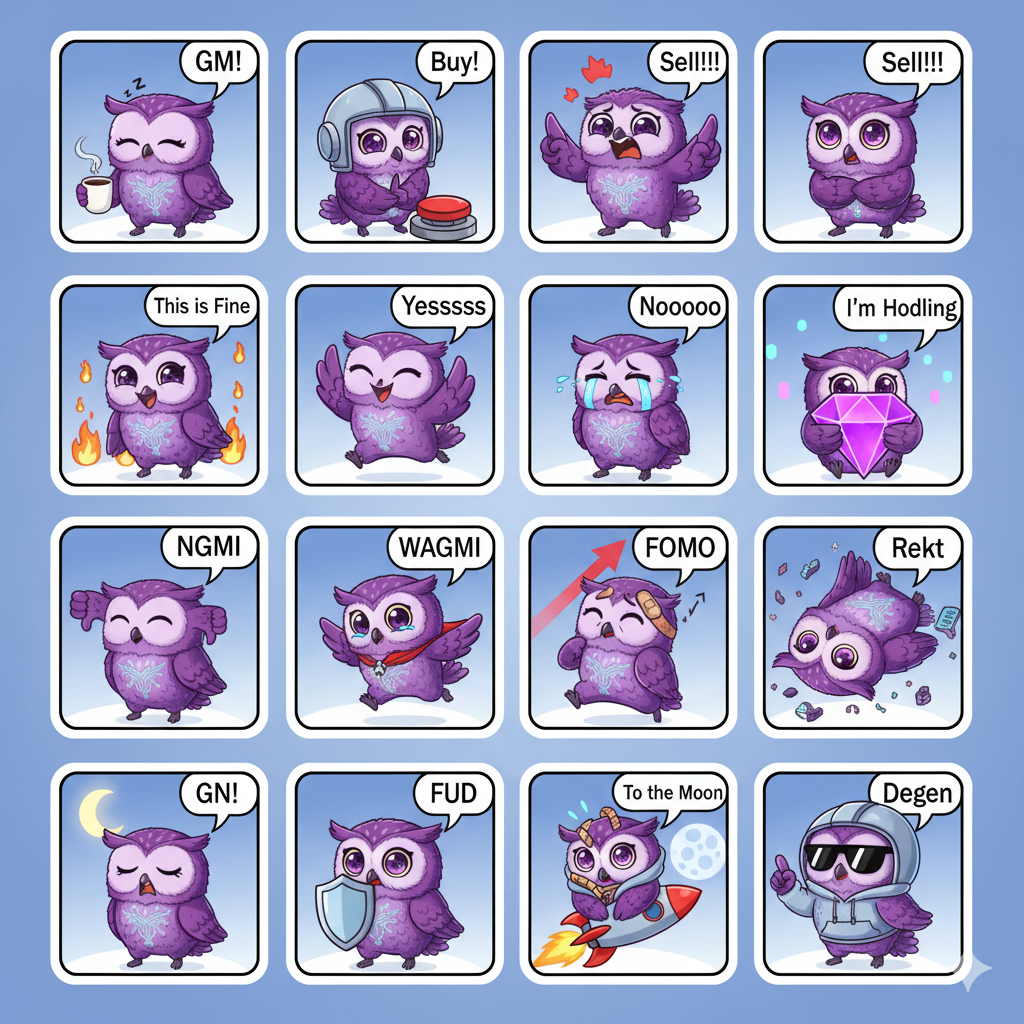 GM!
zzz
Buy!
Sell!!!
Sell!!!
This is Fine
Yesssss
Nooooo
I'm Hodling
NGMI
WAGMI
FOMO
Rekt
GN!
FUD
To the Moon
Degen